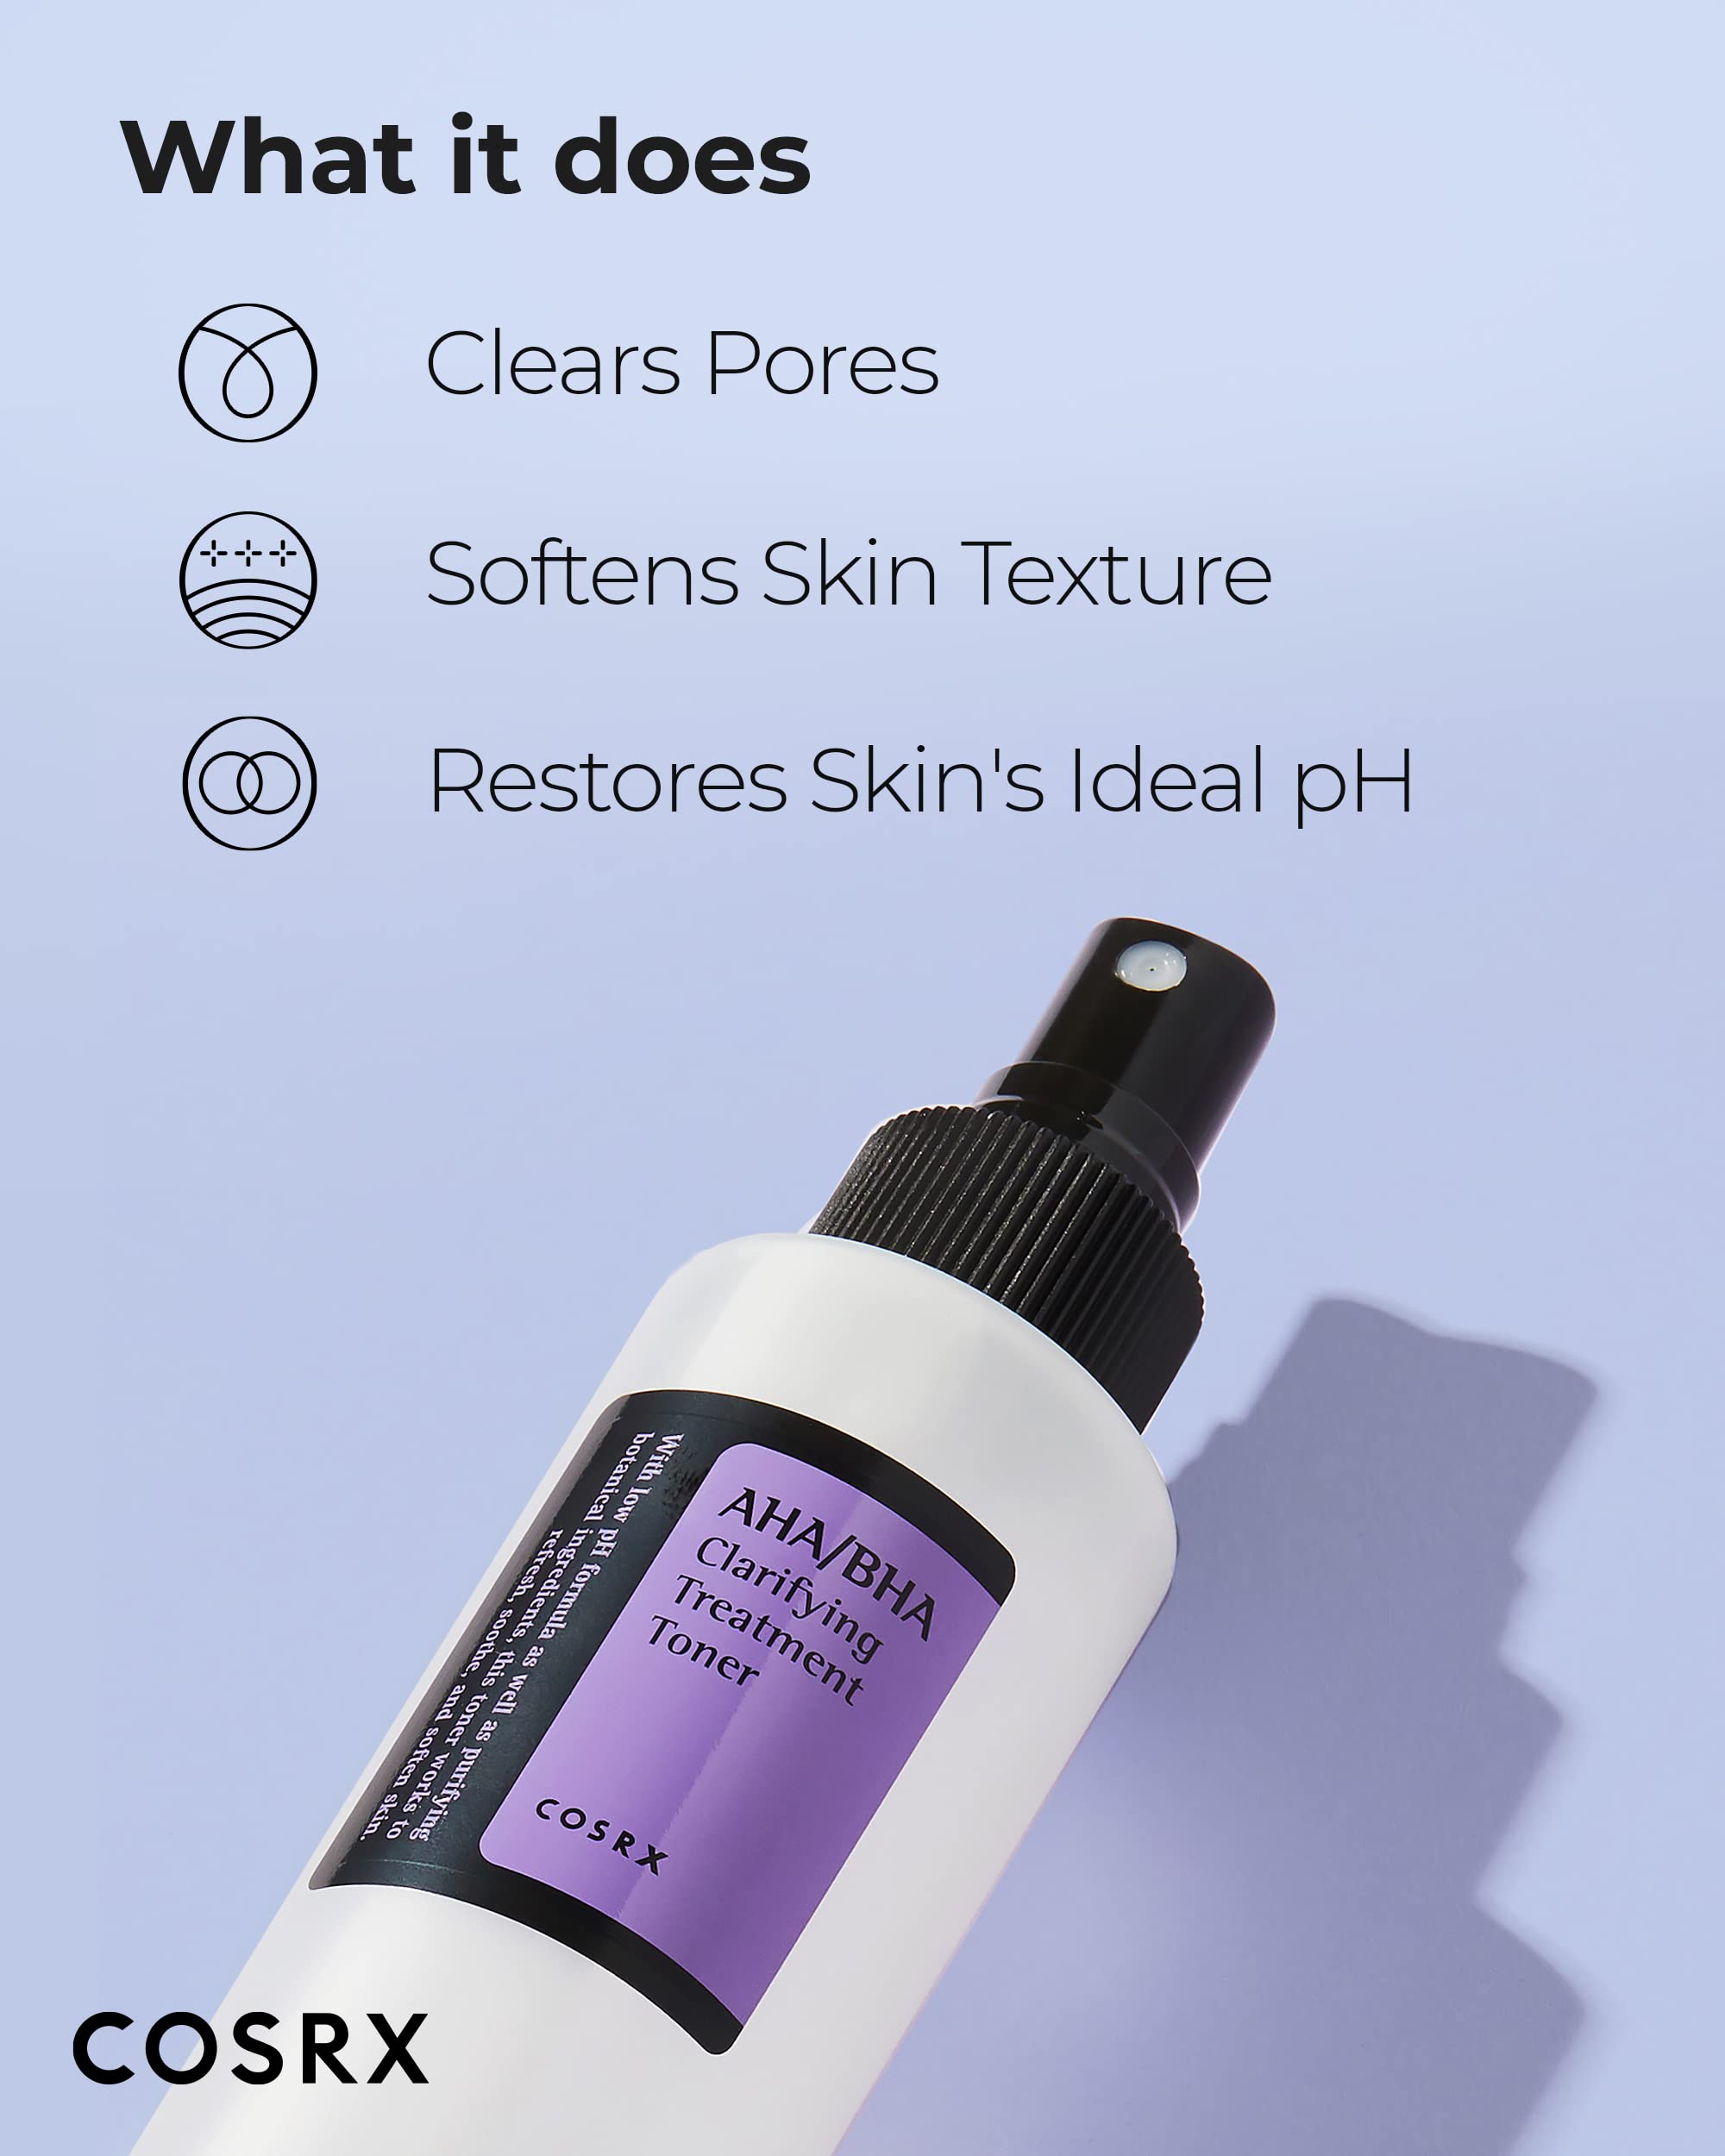 What it does
Clears Pores
Softens Skin Texture
Restores Skin's Ideal pH
AHA/BHA
Clarifying
Treatment
Toner
COSRX
With low pH formula as well as purifying
botanical ingredients, this toner works to
refresh, soothe, and soften skin.
COSRX